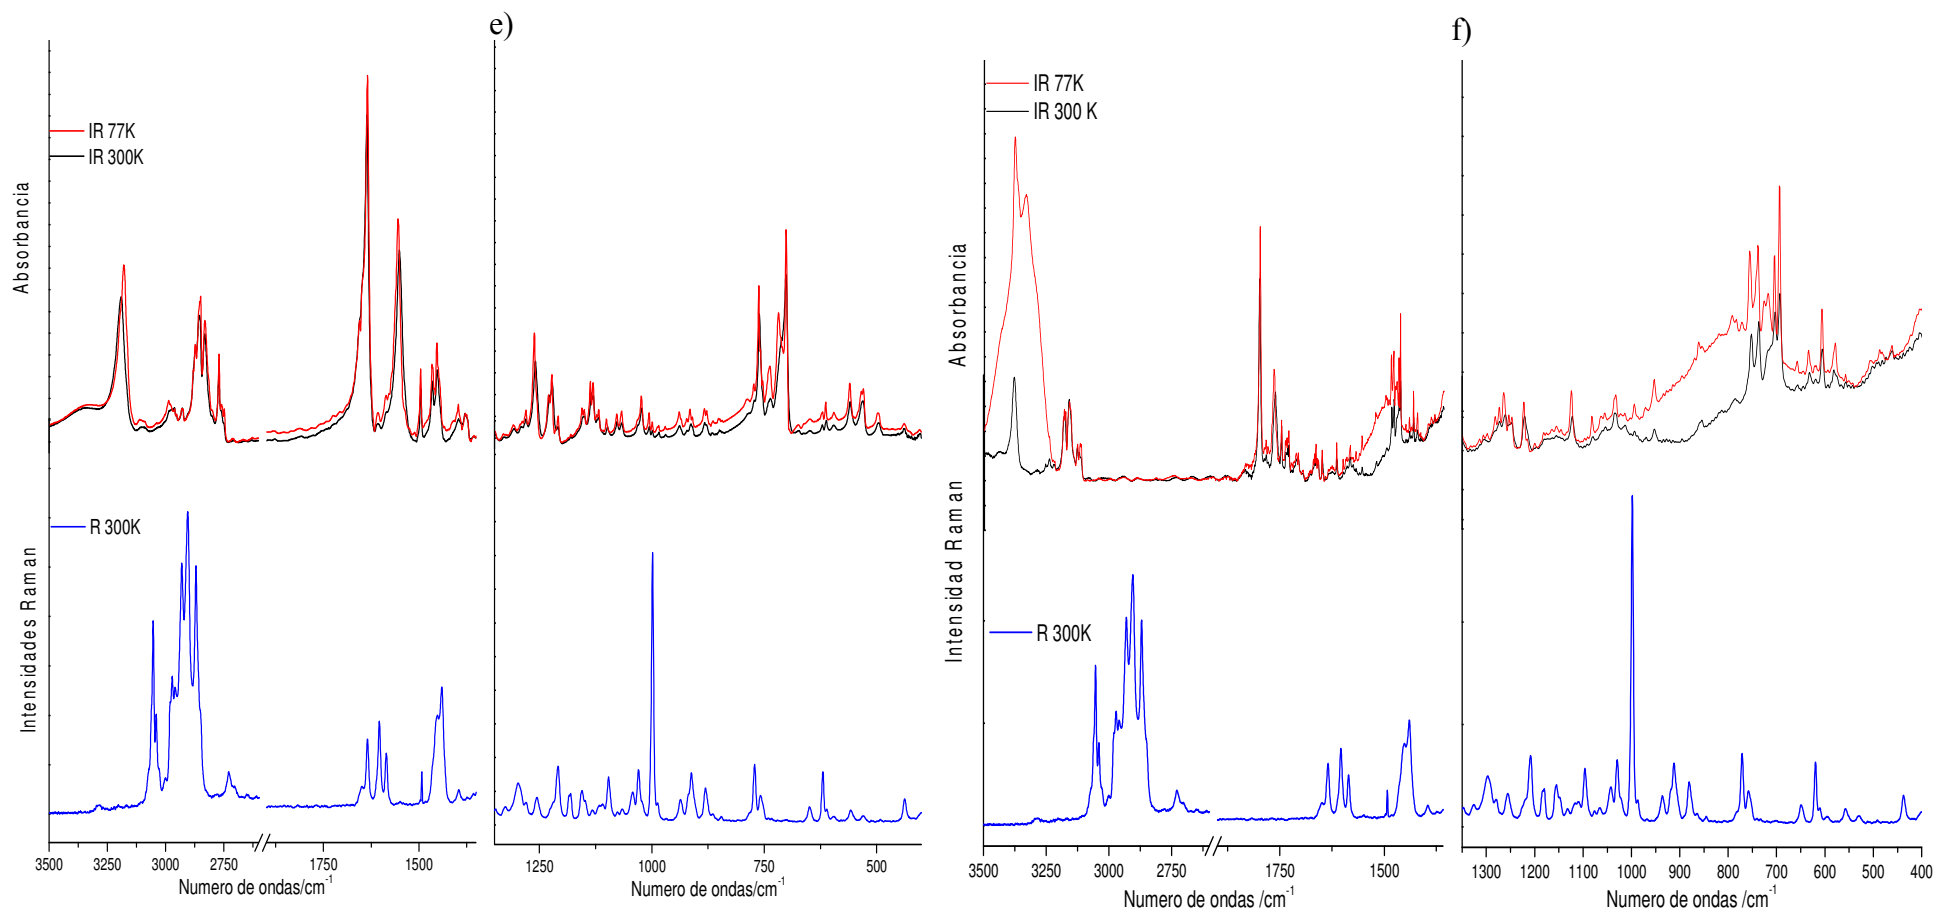 e)
f)
IR 77K
IR 300K
Absorbancia
R 300K
Intensidades Raman
3500 3250 3000 2750 1750 1500
Numero de ondas/cm-1
1250 1000 750 500
Numero de ondas/cm-1
IR 77K
IR 300 K
Absorbancia
R 300K
Intensidad Raman
3500 3250 3000 1750 1500
Numero de ondas /cm-1
1300 1200 1100 1000 900 800 700 600 500 400
Numero de ondas /cm-1